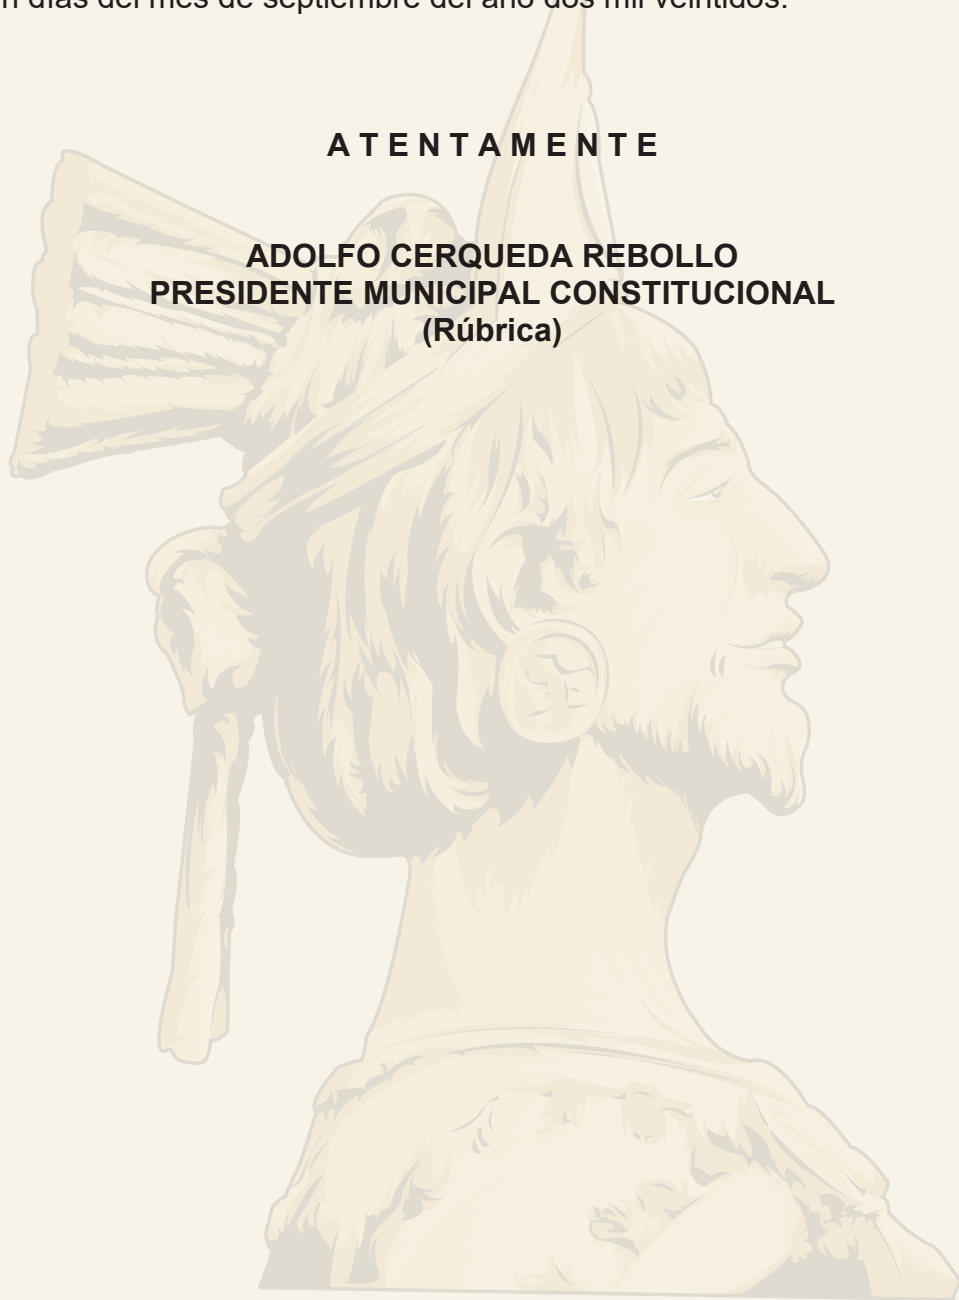 días del mes de septiembre del año dos mil veintidós.
A T E N T A M E N T E
ADOLFO CERQUEDA REBOLLO
PRESIDENTE MUNICIPAL CONSTITUCIONAL
(Rúbrica)